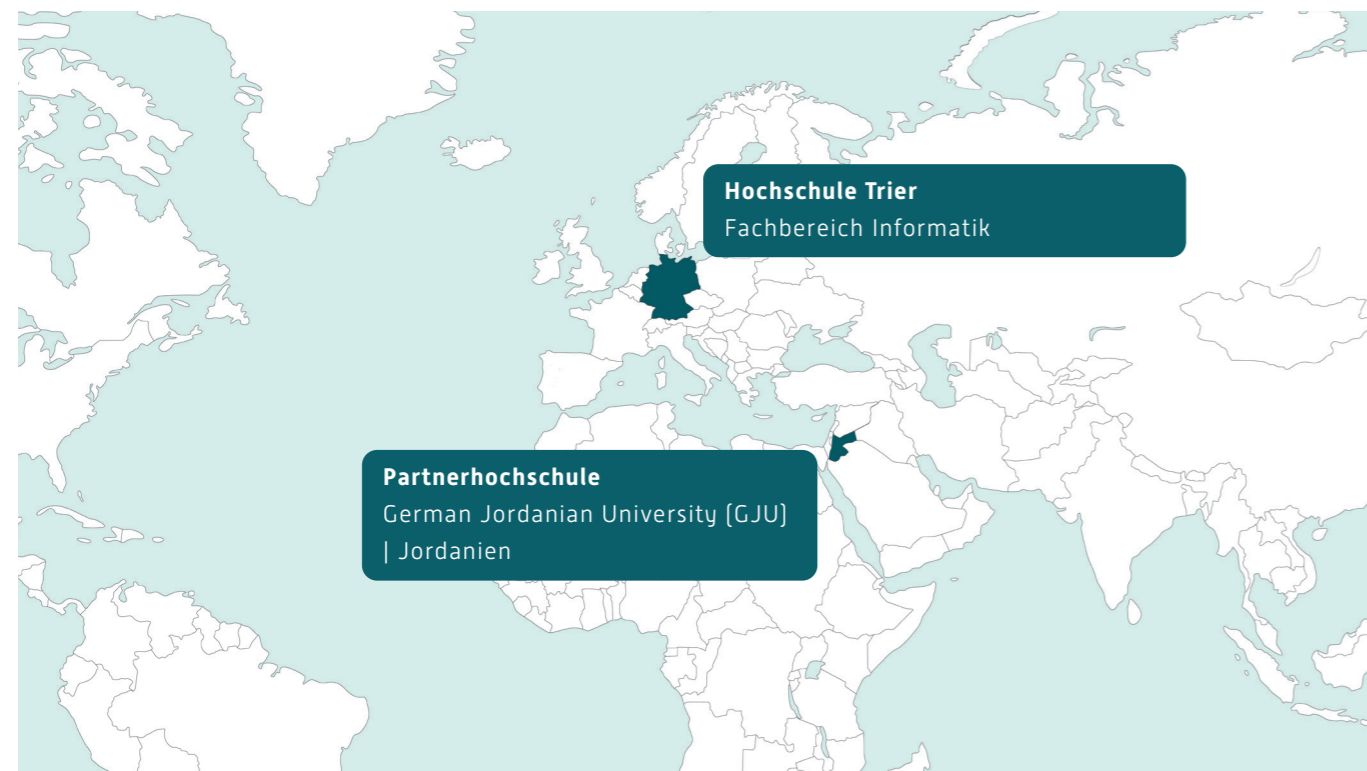 Hochschule Trier
Fachbereich Informatik
Partnerhochschule
German Jordanian University (GJU)
| Jordanien